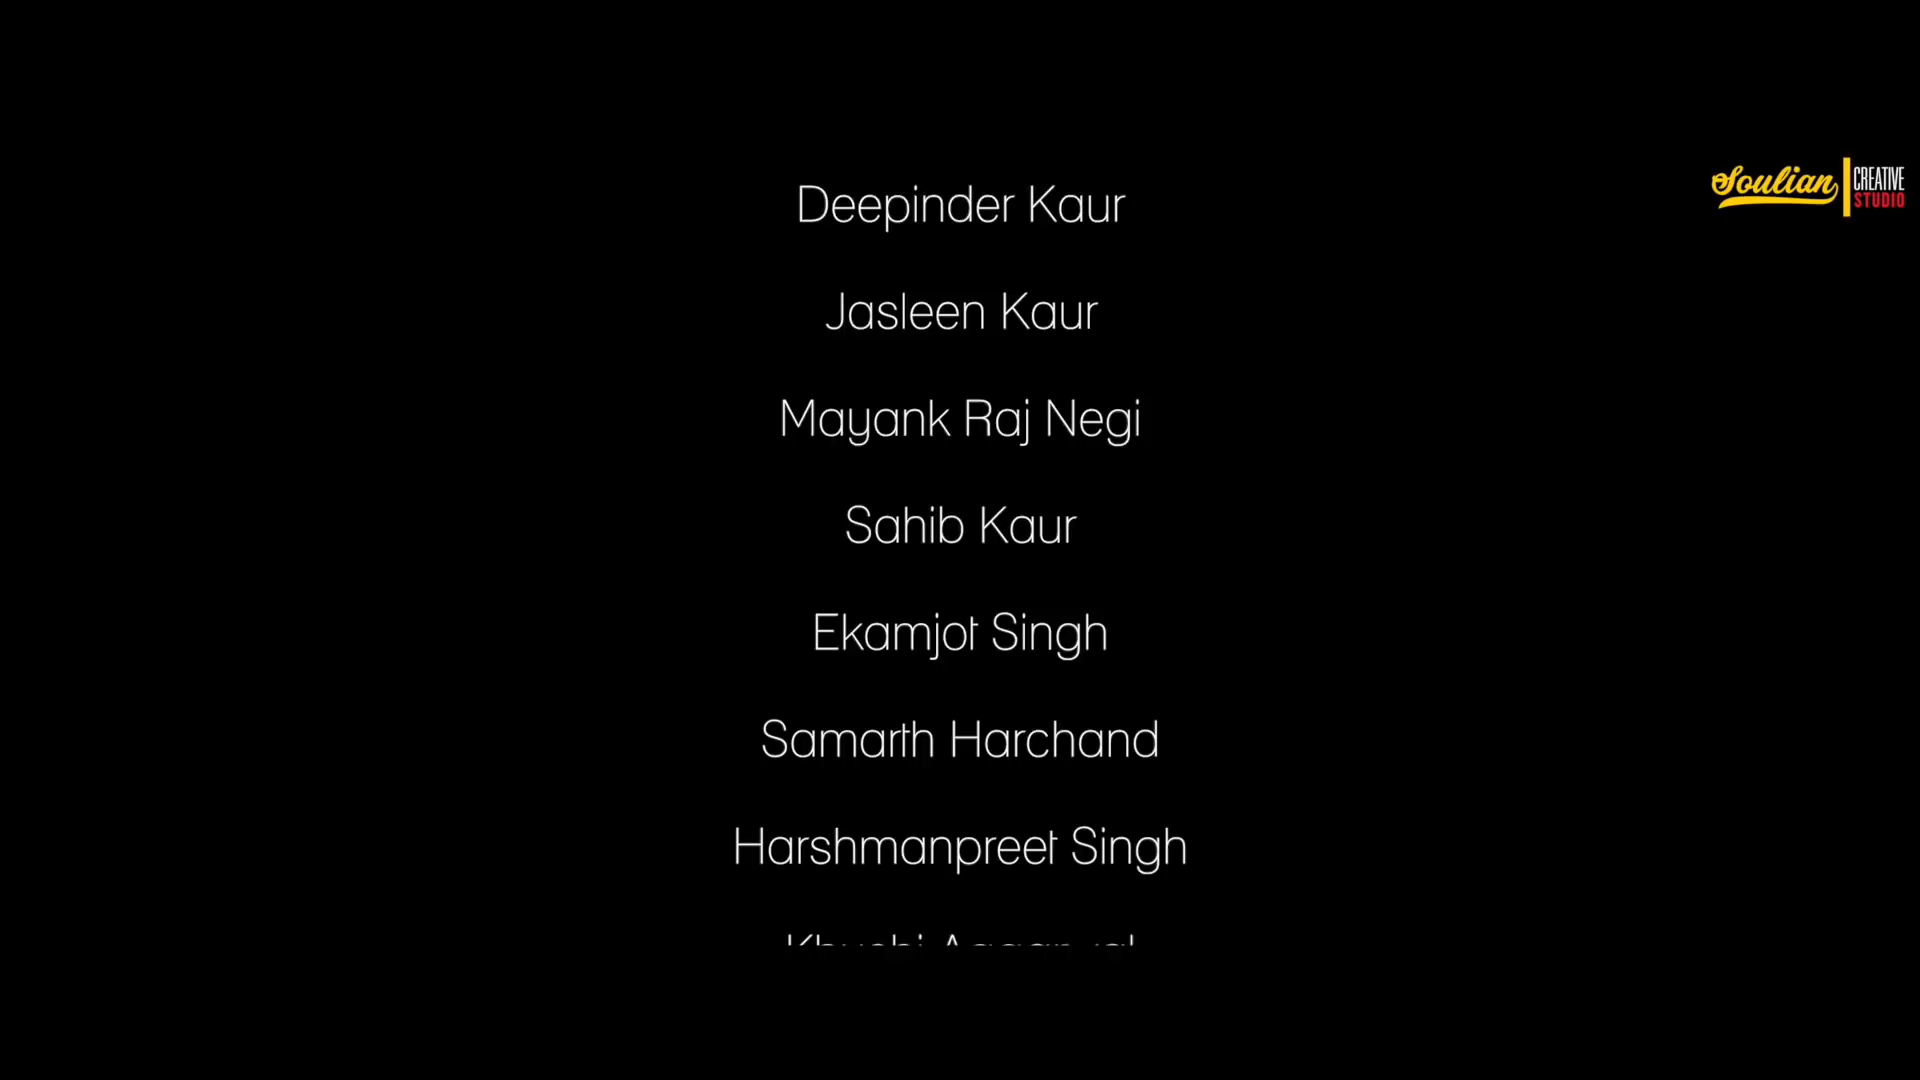 Deepinder Kaur
Soulian CREATIVE STUDIO
Jasleen Kaur
Mayank Raj Negi
Sahib Kaur
Ekamjot Singh
Samarth Harchand
Harshmanpreet Singh